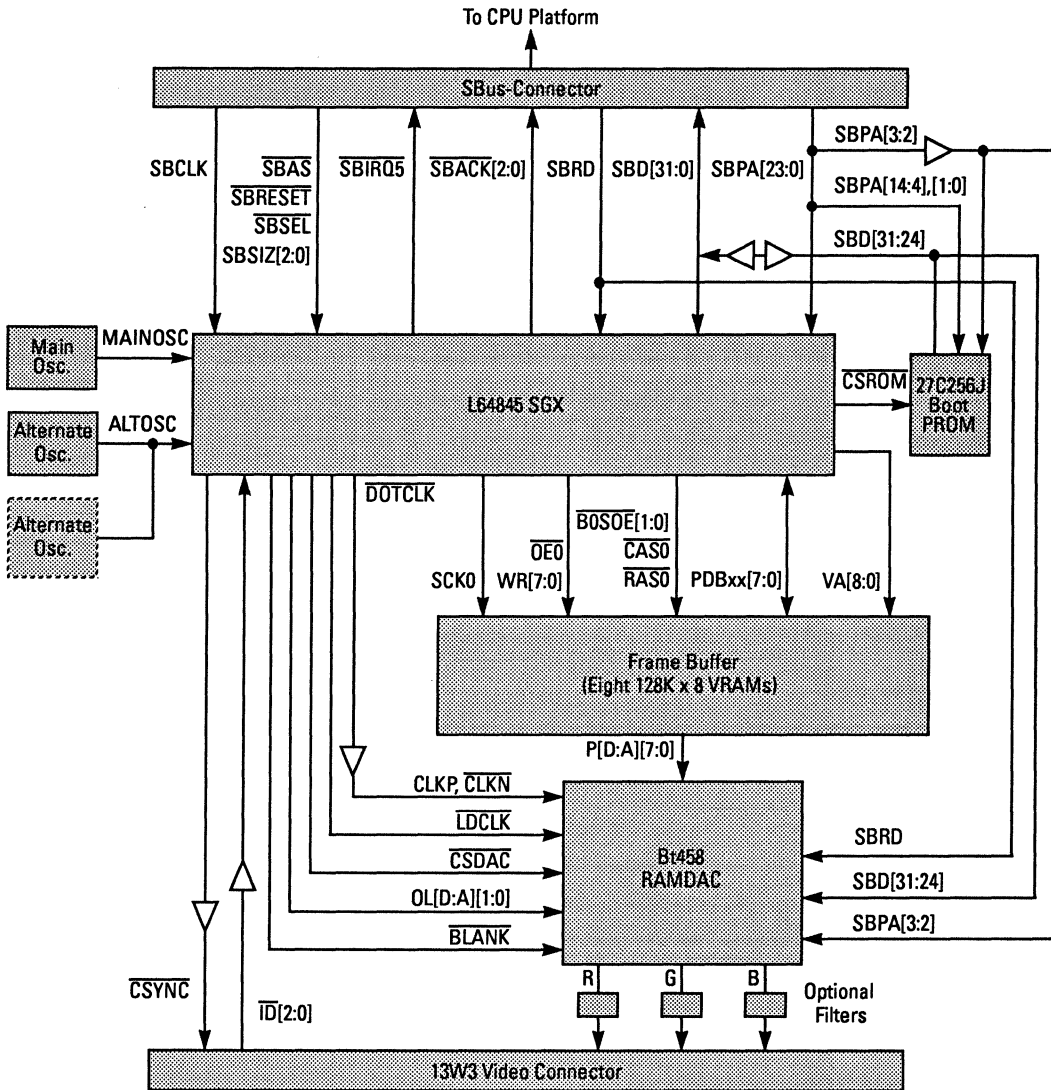 To CPU Platform
SBus-Connector
SBCLK
SBAS
SBRESET
SBSEL
SBSIZ[2:0]
SBIRQ5
SBACK[2:0]
SBRD
SBD[31:0]
SBPA[23:0]
SBPA[3:2]
SBPA[14:4],[1:0]
SBD[31:24]
Main
Osc.
MAINOSC
Alternate
Osc.
ALTOSC
Alternate
Osc.
L64845 SGX
CSROM
27C256J
Boot
PROM
DOTCLK
SCK0
OE0
WR[7:0]
B0SOE[1:0]
CAS0
RAS0
PDBxx[7:0]
VA[8:0]
Frame Buffer
(Eight 128K x 8 VRAMs)
P[D:A][7:0]
CLKP, CLKN
LDCLK
CSDAC
OL[D:A][1:0]
BLANK
Bt458
RAMDAC
SBRD
SBD[31:24]
SBPA[3:2]
CSYNC
ID[2:0]
R
G
B
Optional
Filters
13W3 Video Connector